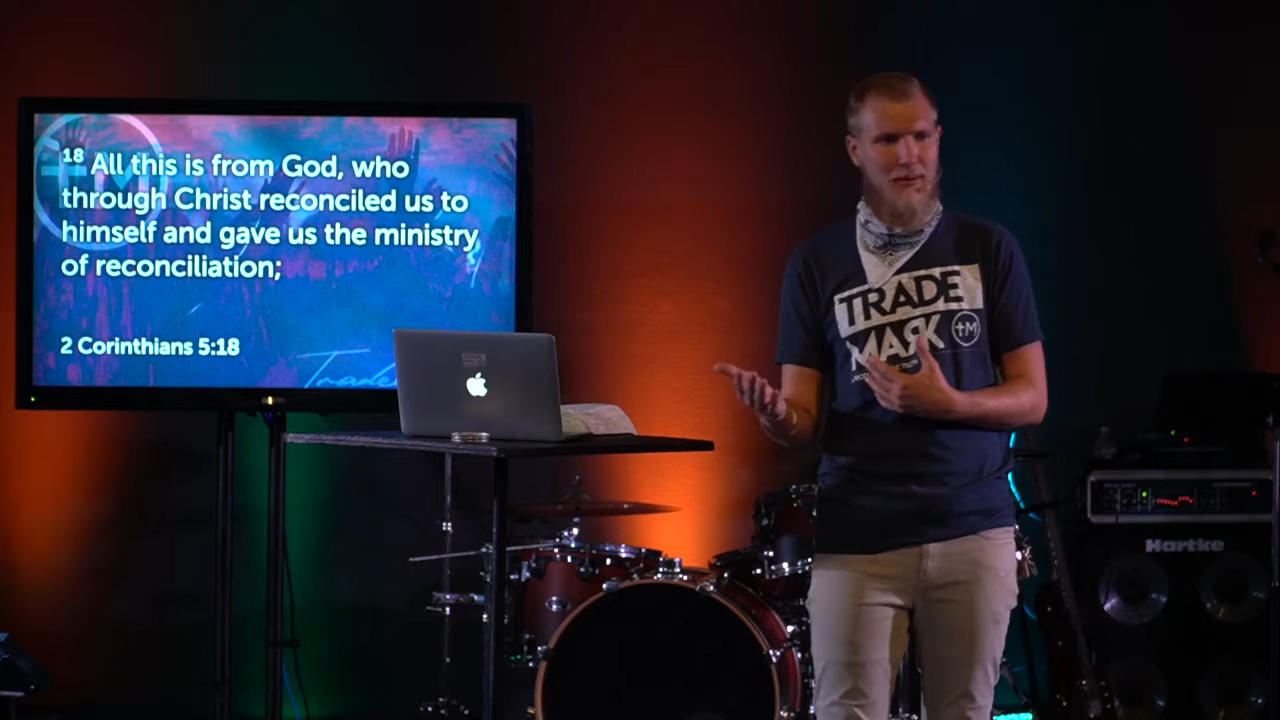 18 All this is from God, who
through Christ reconciled us to
himself and gave us the ministry
of reconciliation;
2 Corinthians 5:18
Trade
TRADE
MARK
Hartke